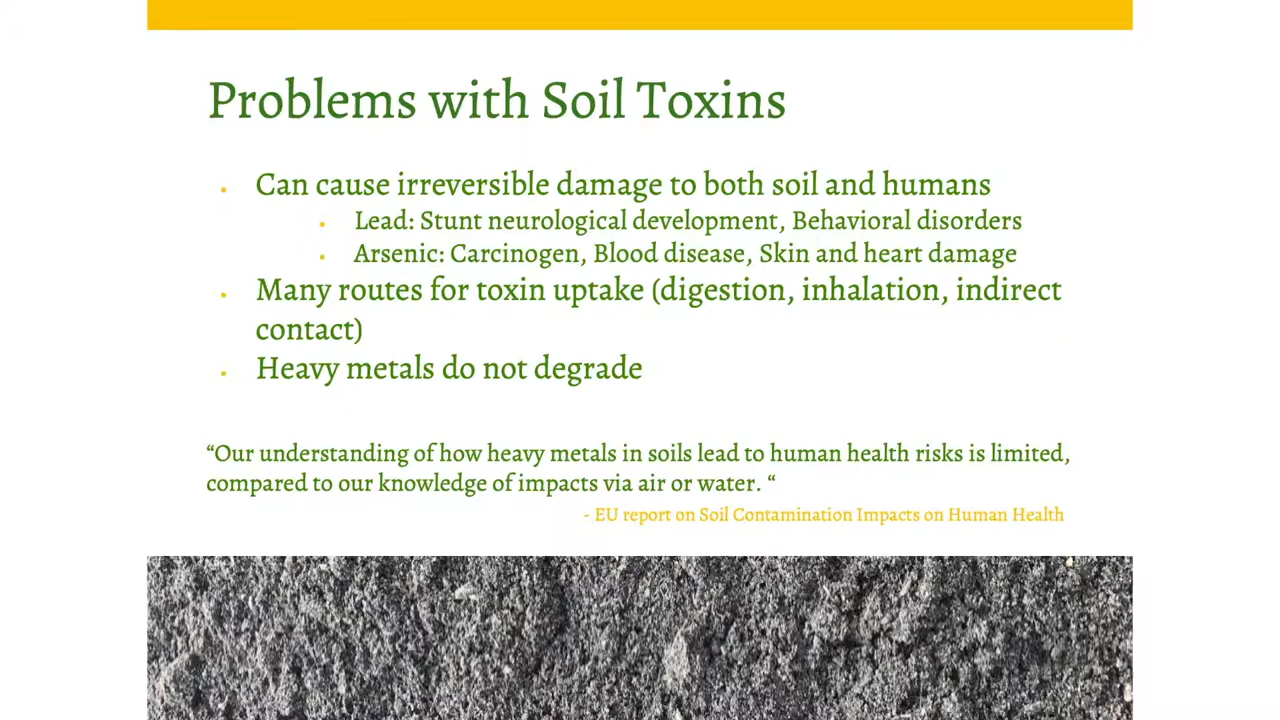 Problems with Soil Toxins
• Can cause irreversible damage to both soil and humans
• Lead: Stunt neurological development, Behavioral disorders
• Arsenic: Carcinogen, Blood disease, Skin and heart damage
• Many routes for toxin uptake (digestion, inhalation, indirect
contact)
• Heavy metals do not degrade
“Our understanding of how heavy metals in soils lead to human health risks is limited,
compared to our knowledge of impacts via air or water. “
- EU report on Soil Contamination Impacts on Human Health